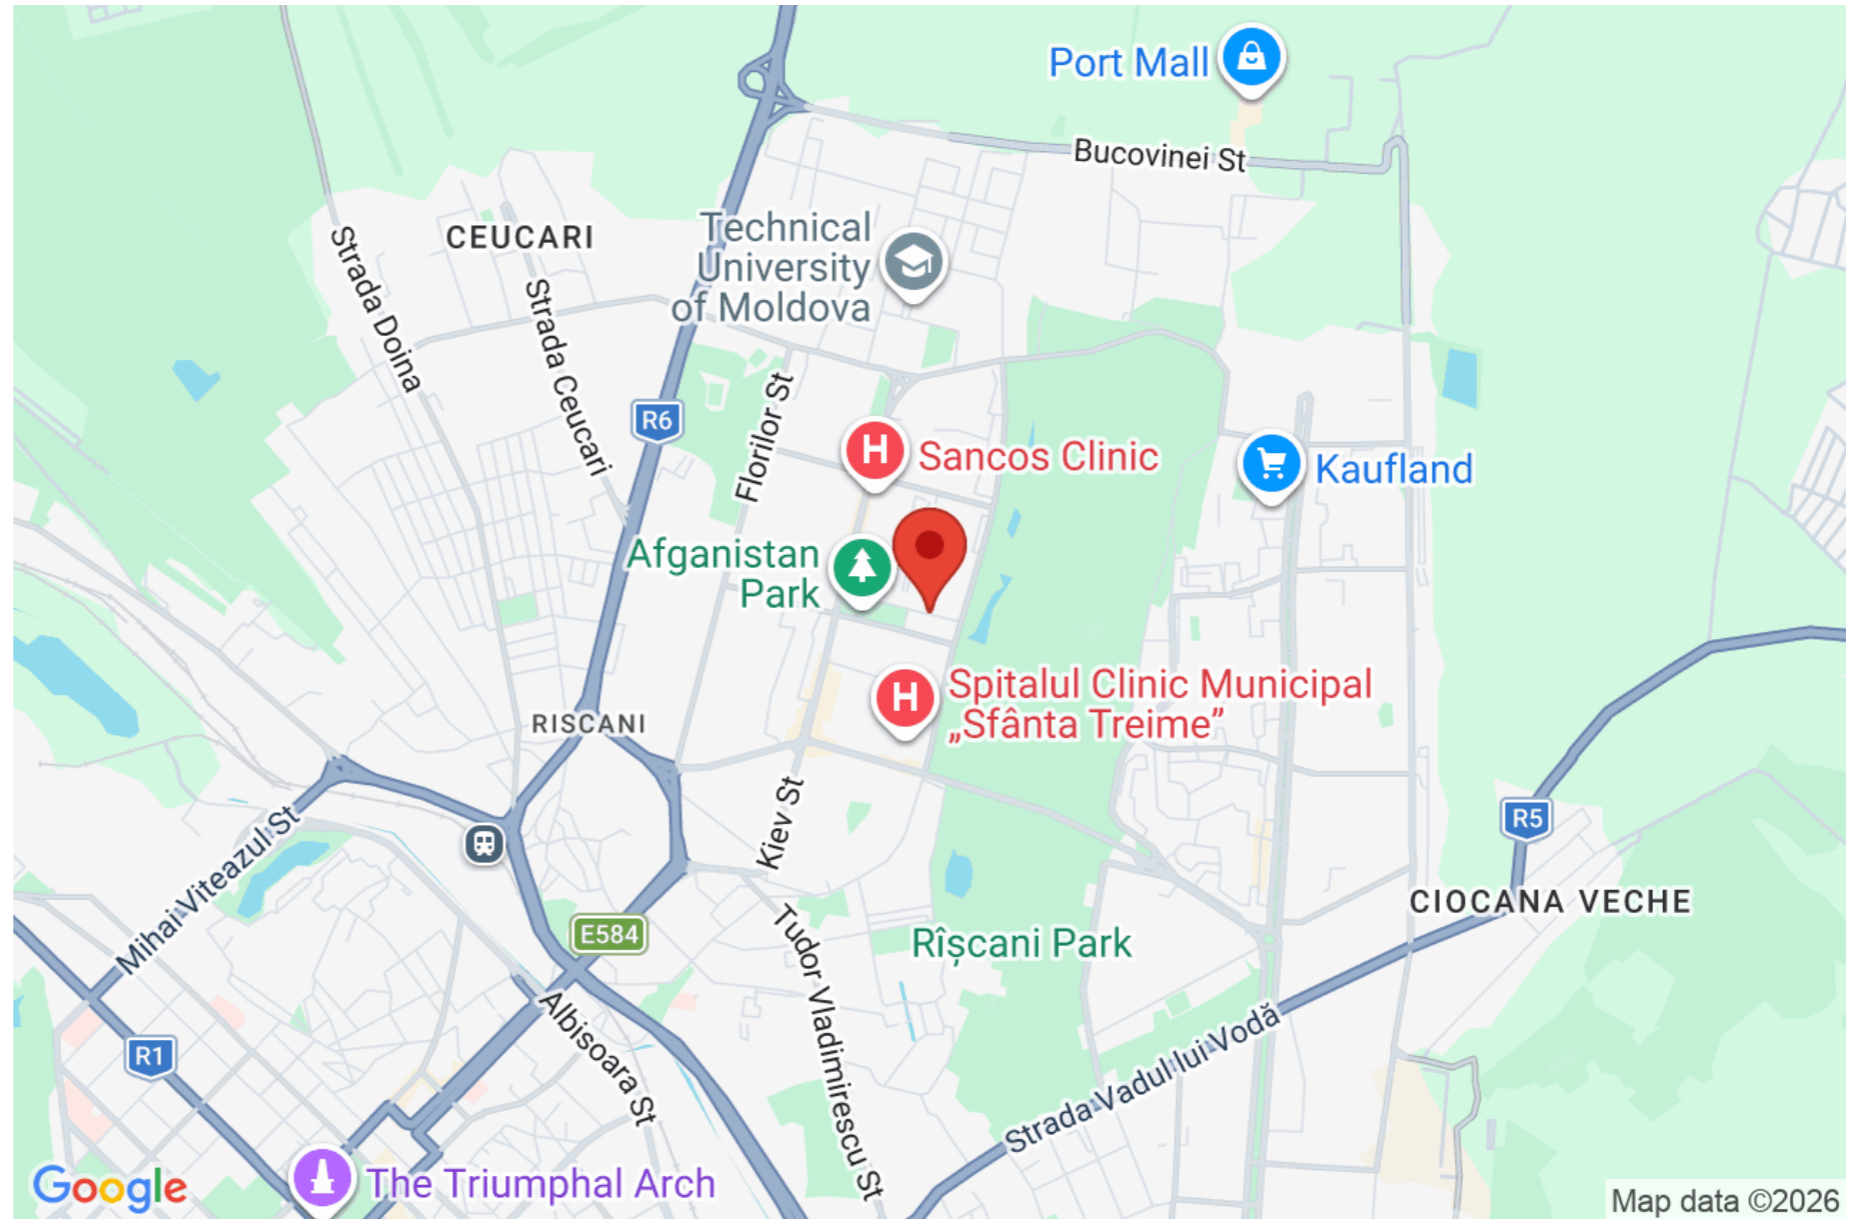 Port Mall
Bucovinei St
Technical
University
of Moldova
CEUCARI
Strada Doina
Strada Ceucari
R6
Florilor St
H
Sancos Clinic
Kaufland
Afganistan
Park
H
Spitalul Clinic Municipal
„Sfânta Treime”
RISCANI
Kiev St
Mihai Viteazul St
R5
CIOCANA VECHE
E584
Rîșcani Park
Tudor Vladimirescu St
Albisoara St
R1
Strada Vadul lui Vodă
The Triumphal Arch
Google
Map data ©2026